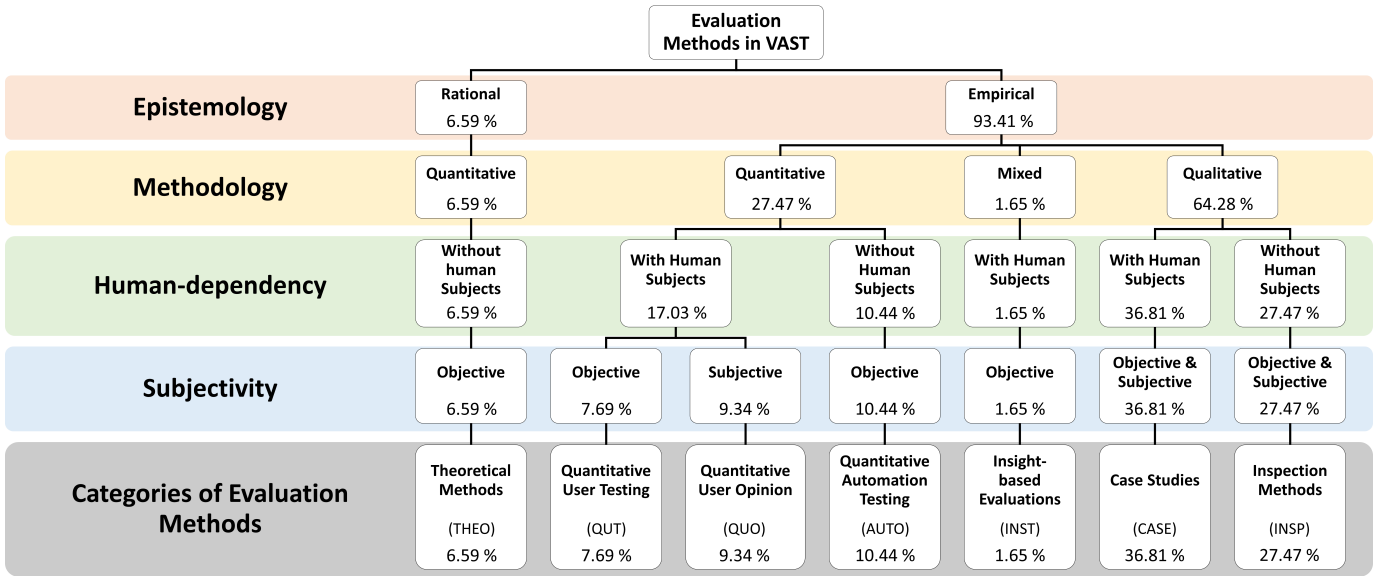 Evaluation
Methods in VAST
Epistemology
Rational
6.59 %
Empirical
93.41 %
Methodology
Quantitative
6.59 %
Quantitative
27.47 %
Mixed
1.65 %
Qualitative
64.28 %
Human-dependency
Without
human
Subjects
6.59 %
With Human
Subjects
17.03 %
Without
Human
Subjects
10.44 %
With Human
Subjects
1.65 %
With Human
Subjects
36.81 %
Without
Human
Subjects
27.47 %
Subjectivity
Objective
6.59 %
Objective
7.69 %
Subjective
9.34 %
Objective
10.44 %
Objective
1.65 %
Objective &
Subjective
36.81 %
Objective &
Subjective
27.47 %
Categories of Evaluation
Methods
Theoretical
Methods
(THEO)
6.59 %
Quantitative
User Testing
(QUT)
7.69 %
Quantitative
User Opinion
(QUO)
9.34 %
Quantitative
Automation
Testing
(AUTO)
10.44 %
Insight-
based
Evaluations
(INST)
1.65 %
Case Studies
(CASE)
36.81 %
Inspection
Methods
(INSP)
27.47 %